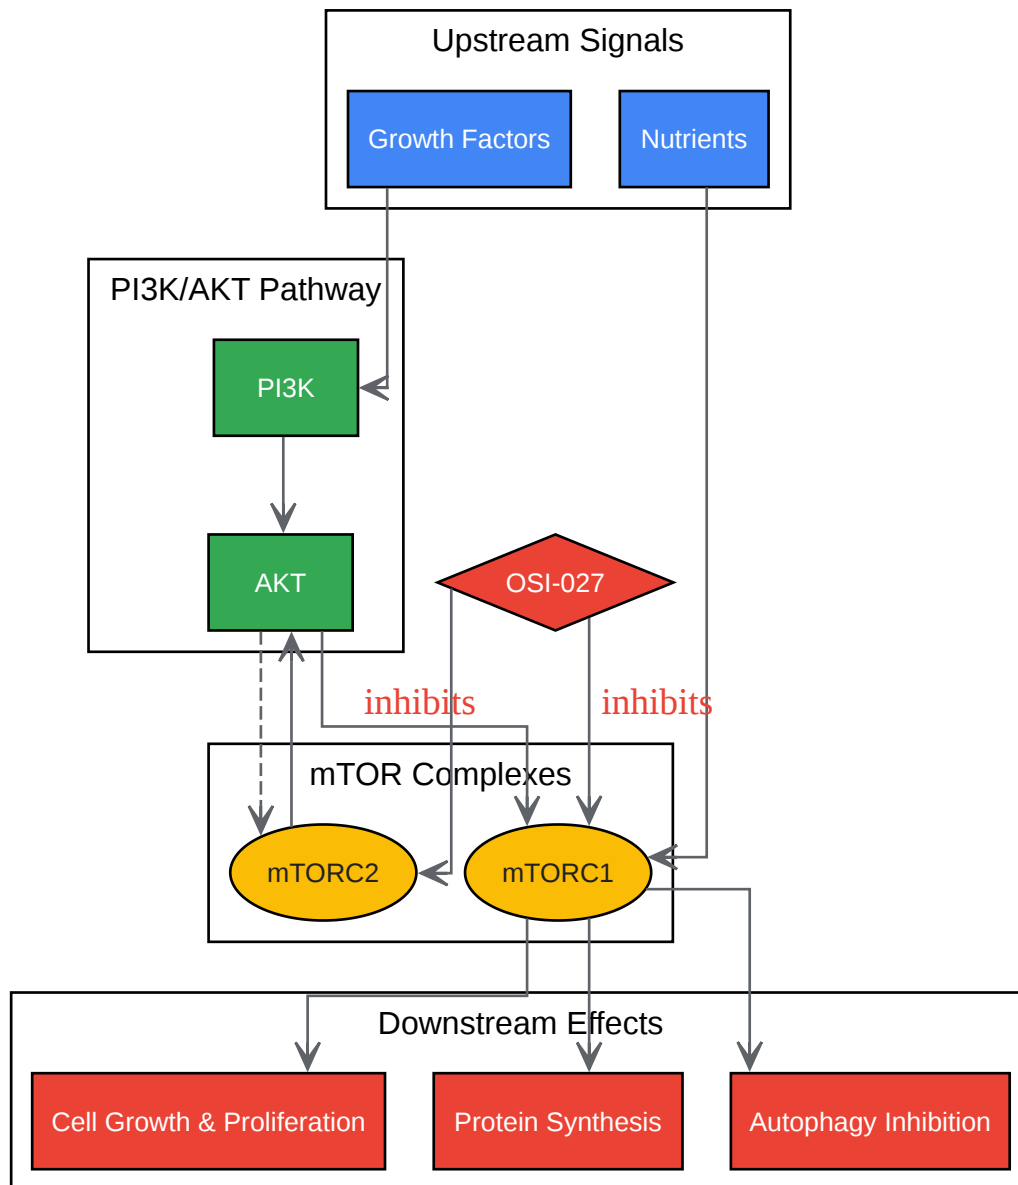 Upstream Signals
Growth Factors
Nutrients
PI3K/AKT Pathway
PI3K
AKT
OSI-027
inhibits
inhibits
mTOR Complexes
mTORC2
mTORC1
Downstream Effects
Cell Growth & Proliferation
Protein Synthesis
Autophagy Inhibition